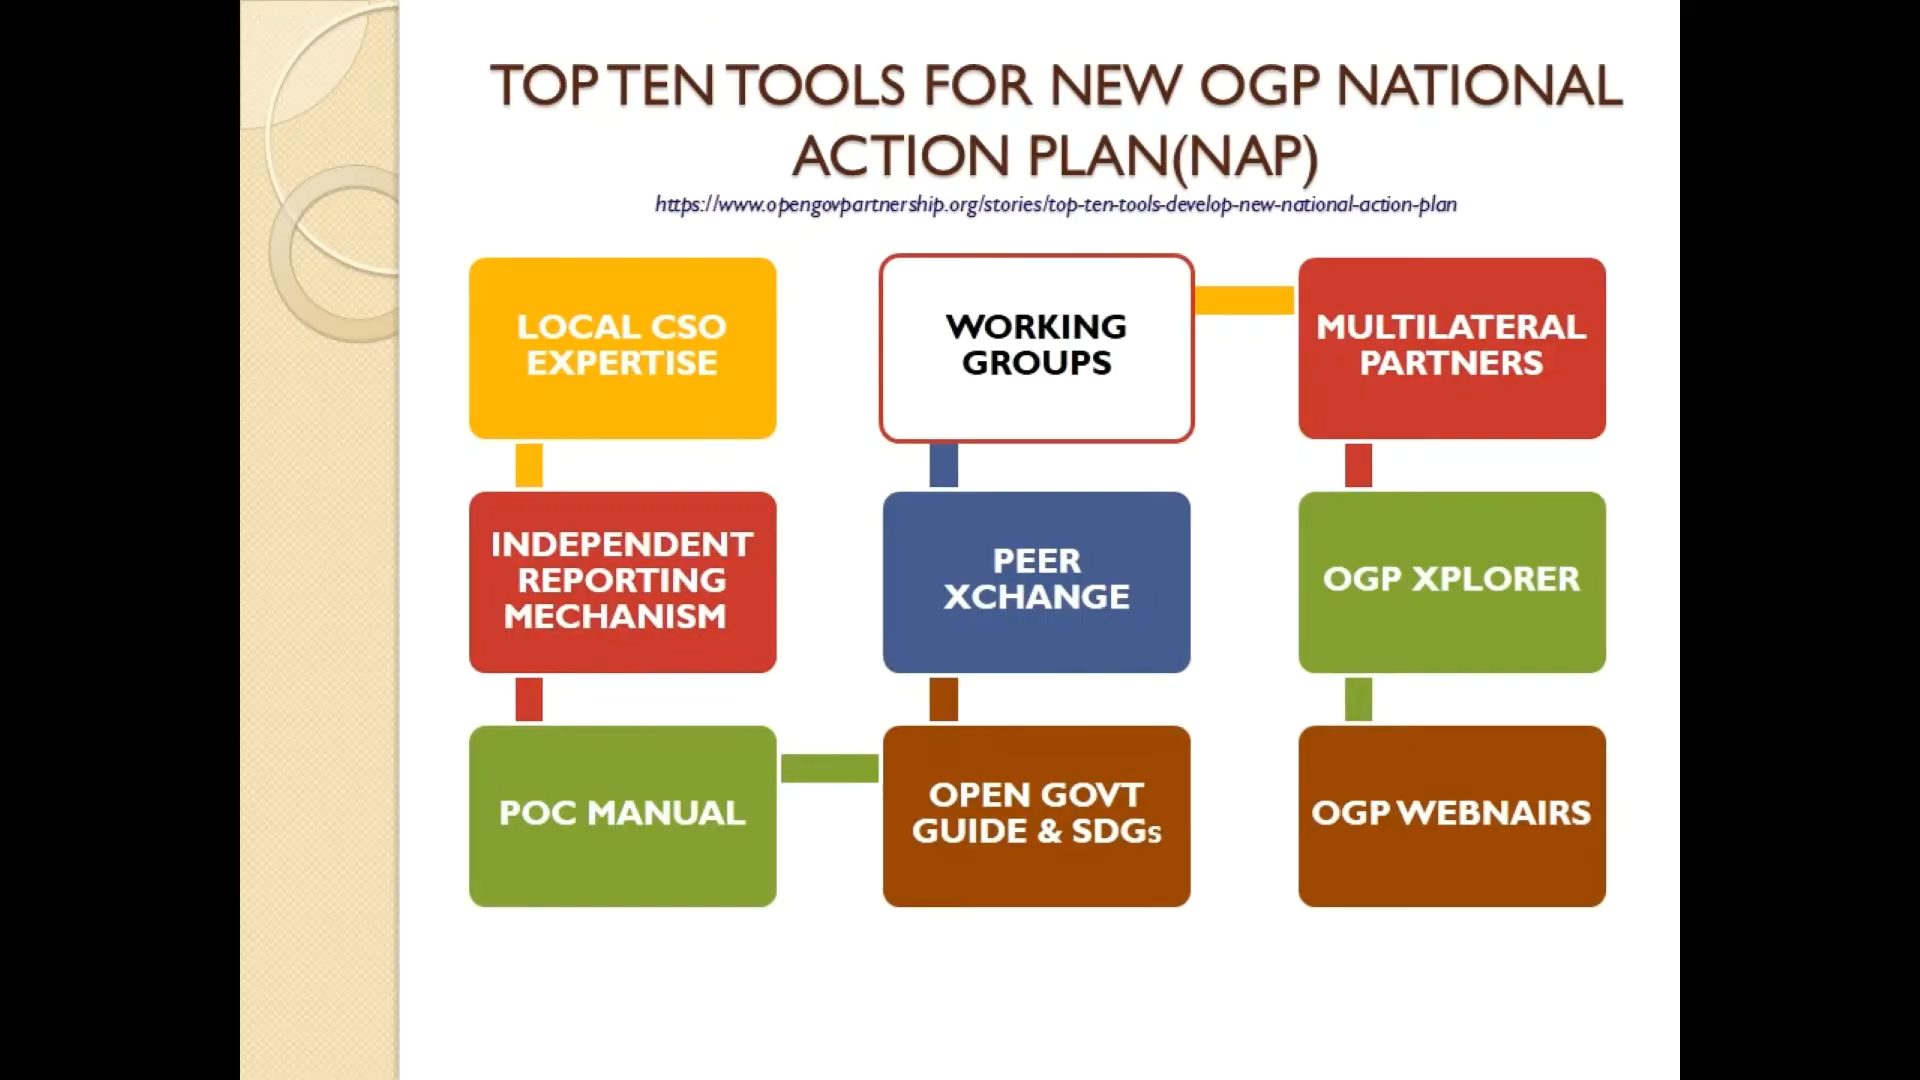 TOP TEN TOOLS FOR NEW OGP NATIONAL
ACTION PLAN(NAP)
https://www.opengovpartnership.org/stories/top-ten-tools-develop-new-national-action-plan
LOCAL CSO
EXPERTISE
INDEPENDENT
REPORTING
MECHANISM
POC MANUAL
OPEN GOVT
GUIDE & SDGs
PEER
XCHANGE
WORKING
GROUPS
MULTILATERAL
PARTNERS
OGP XPLORER
OGP WEBNAIRS